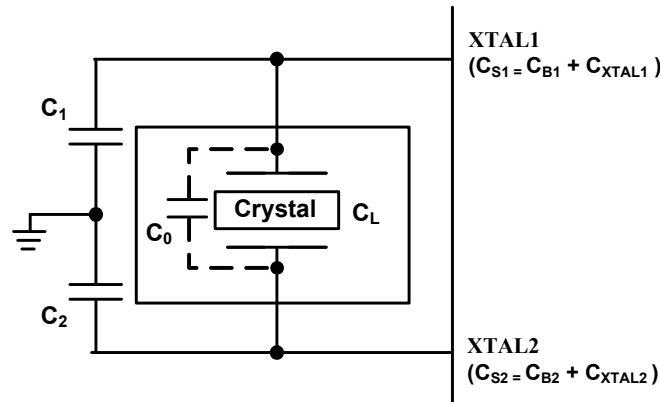 XTAL1
(CS1 = CB1 + CXTAL1 )
C1
Crystal
CL
C0
C2
XTAL2
(CS2 = CB2 + CXTAL2 )